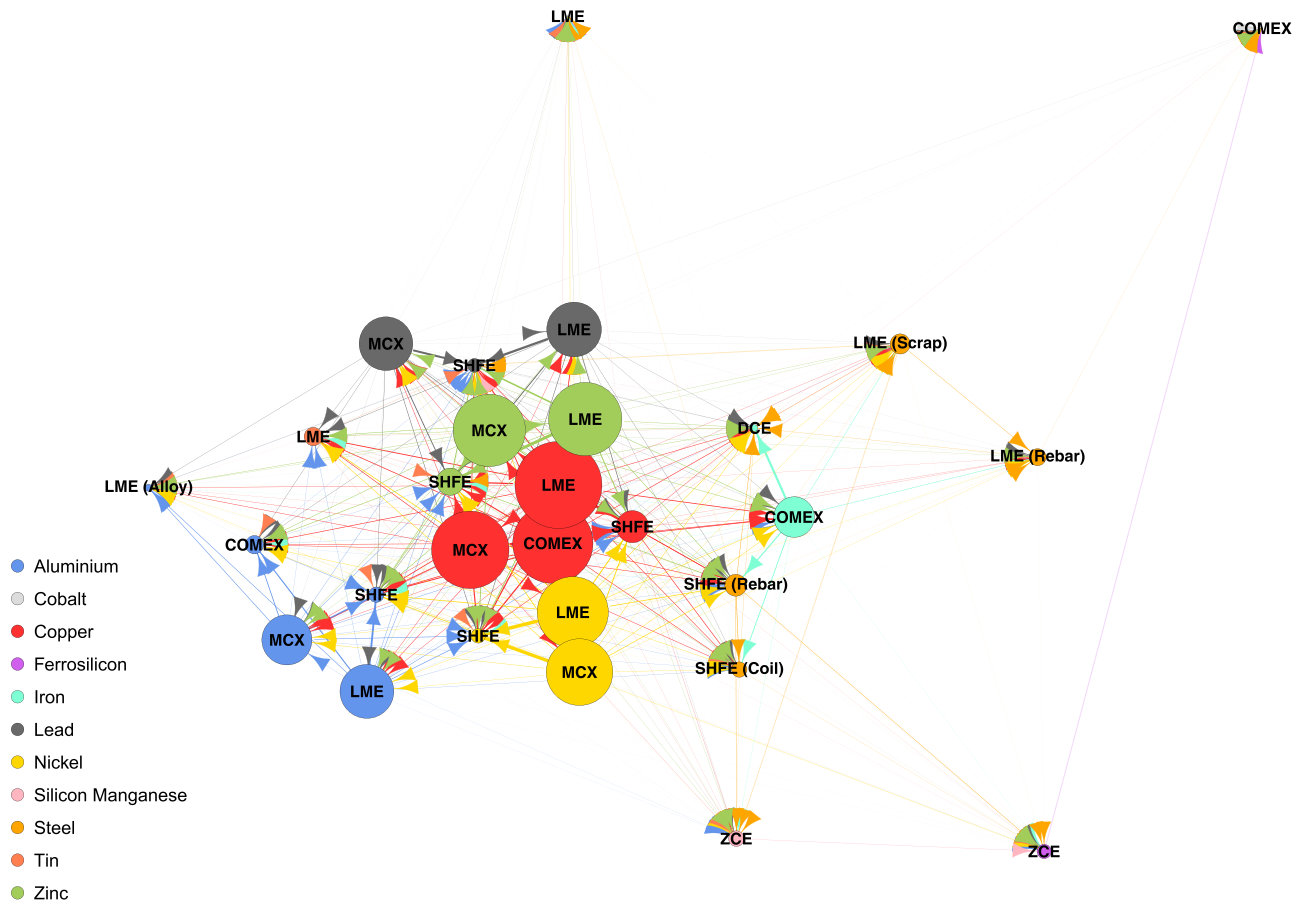 LME
COMEX
MCX
LME
SHFE
LME (Scrap)
MCX
LME
DCE
LME
LME (Rebar)
SHFE
LME (Alloy)
LME
COMEX
SHFE
COMEX
COMEX
MCX
SHFE (Rebar)
SHFE
LME
SHFE
MCX
SHFE (Coil)
MCX
LME
ZCE
ZCE
Aluminium
Cobalt
Copper
Ferrosilicon
Iron
Lead
Nickel
Silicon Manganese
Steel
Tin
Zinc